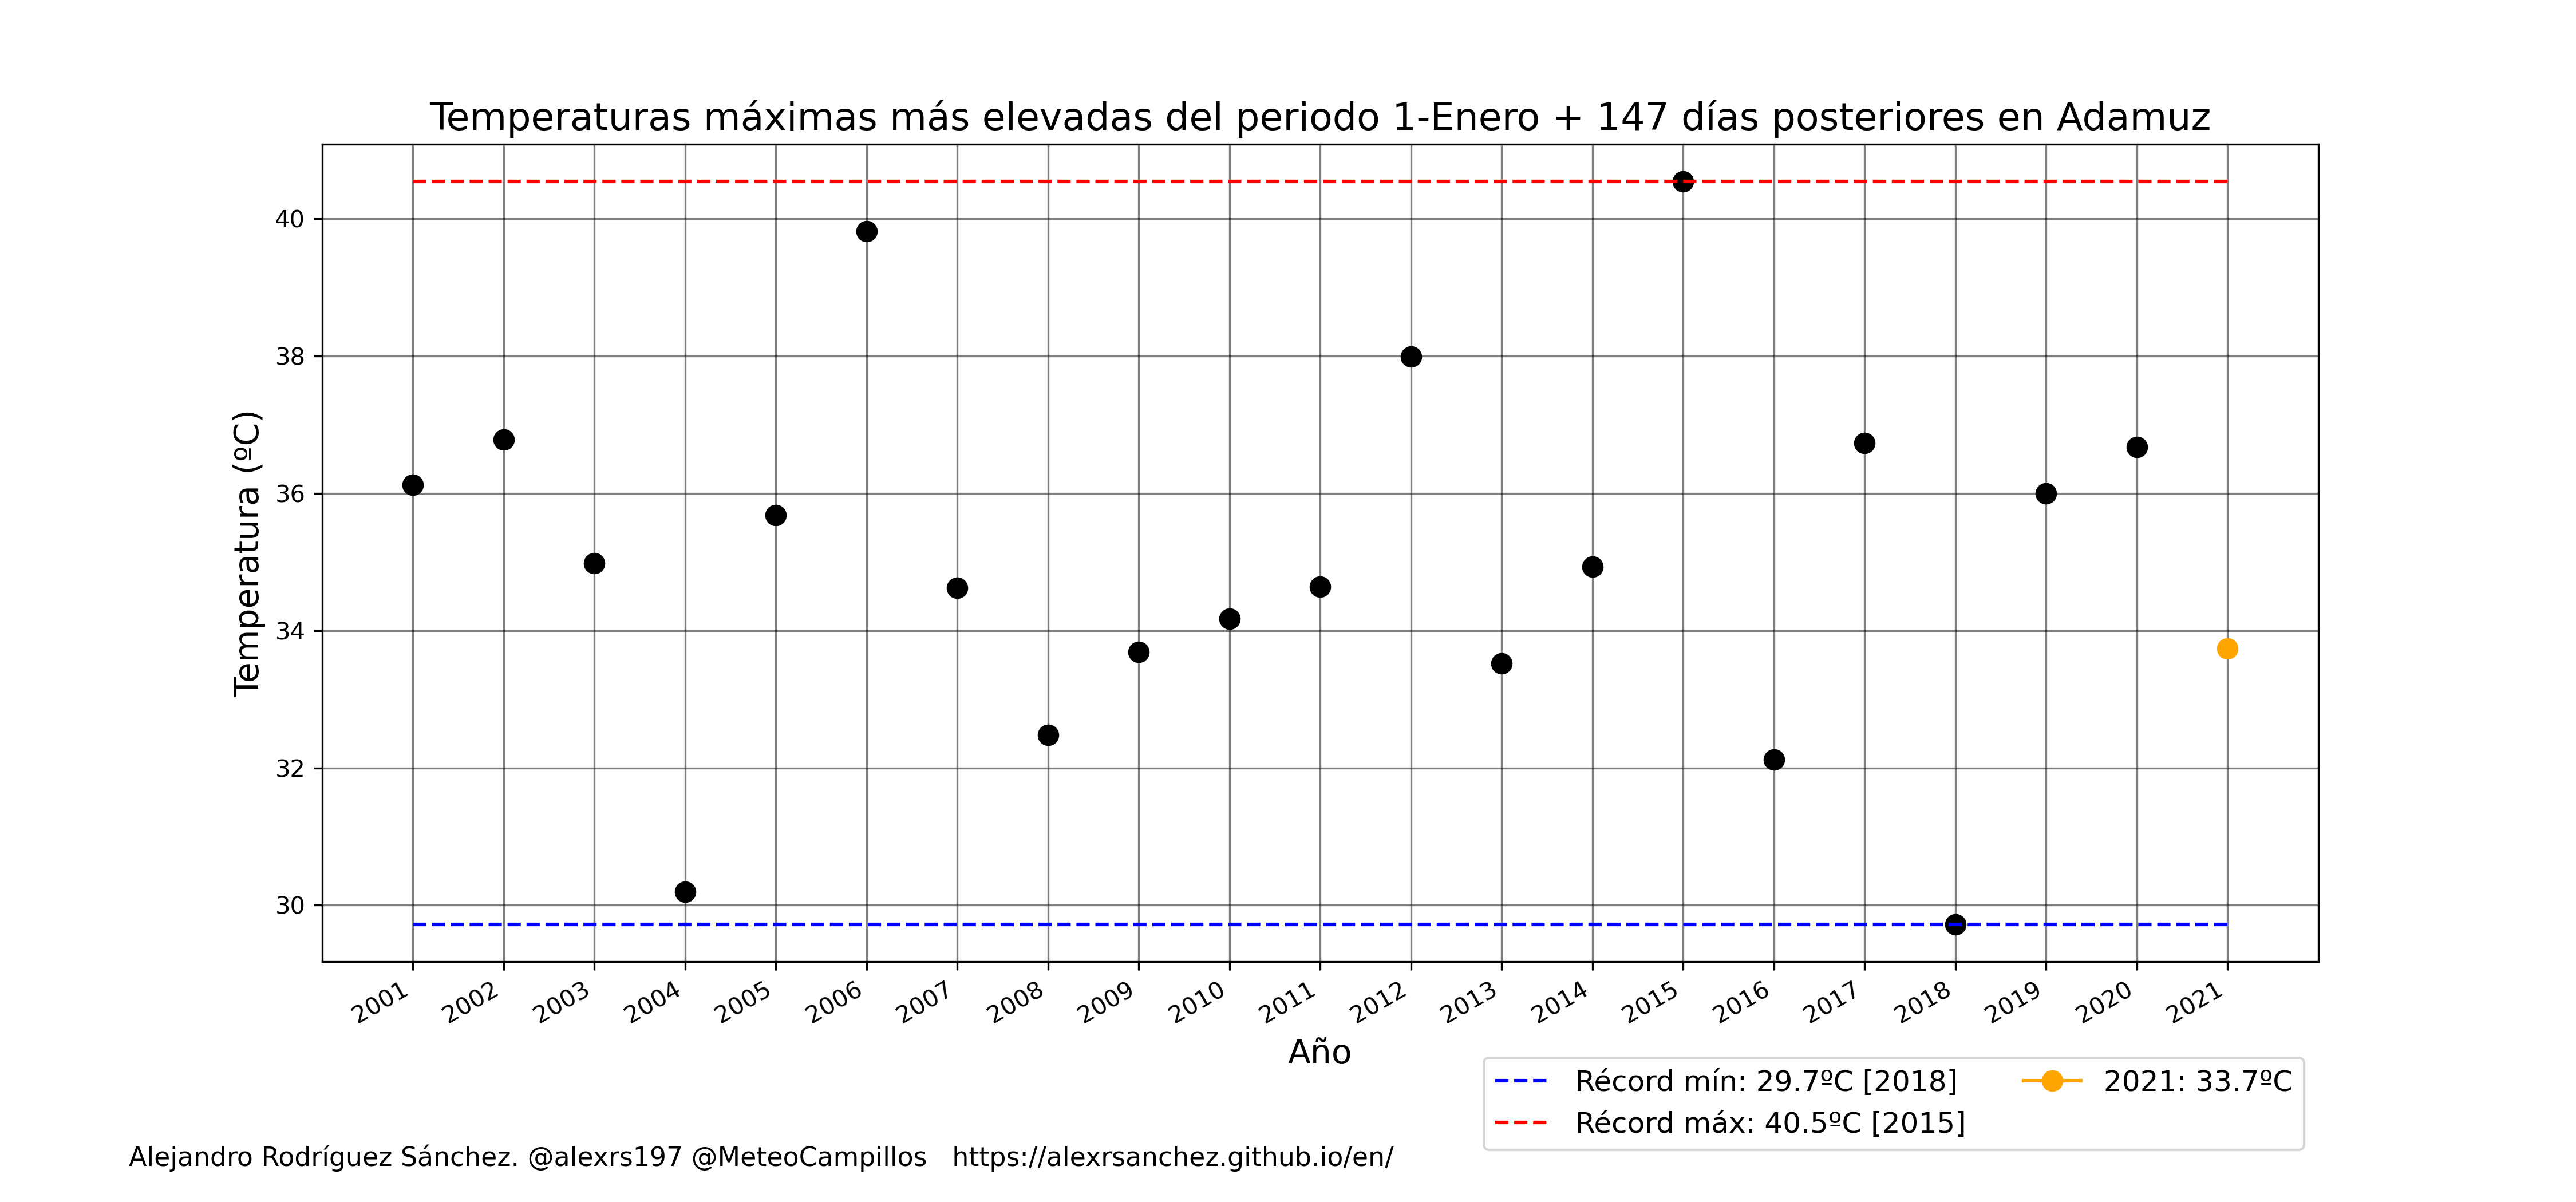 Temperaturas máximas más elevadas del periodo 1-Enero + 147 días posteriores en Adamuz
Temperatura (ºC)
40
38
36
34
32
30
2001 2002 2003 2004 2005 2006 2007 2008 2009 2010 2011 2012 2013 2014 2015 2016 2017 2018 2019 2020 2021
Año
Récord mín: 29.7ºC [2018]
Récord máx: 40.5ºC [2015]
2021: 33.7ºC
Alejandro Rodríguez Sánchez. @alexrs197 @MeteoCampillos https://alexrsanchez.github.io/en/